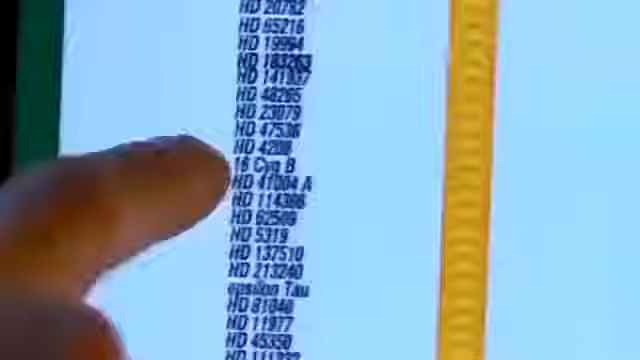 HD 20782
HD 65216
HD 19994
HD 183263
HD 141937
HD 48265
HD 23079
HD 47536
HD 4208
16 Cyg B
HD 41004 A
HD 114386
HD 62509
HD 5319
HD 137510
HD 213240
epsilon Tau
HD 81040
HD 11977
HD 45350